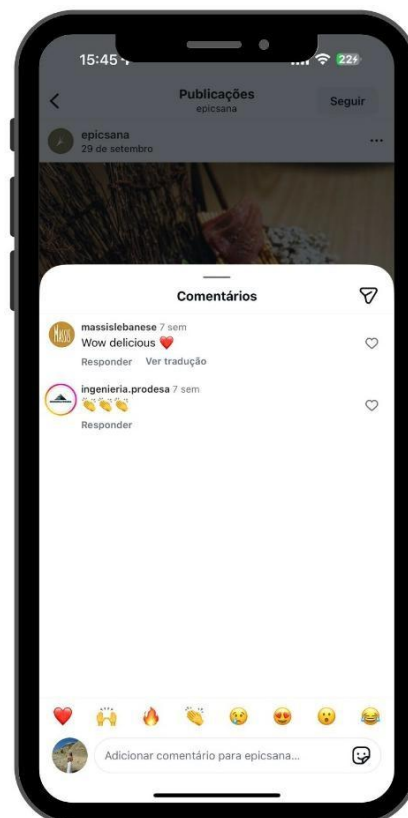 15:45
22
Publicações
epicsana
Seguir
epicsana
29 de setembro
Comentários
MASSIS
massislebanese 7 sem
Wow delicious ❤️
Responder Ver tradução
ingenieria.prodesa 7 sem
👏👏👏
Responder
Adicionar comentário para epicsana...